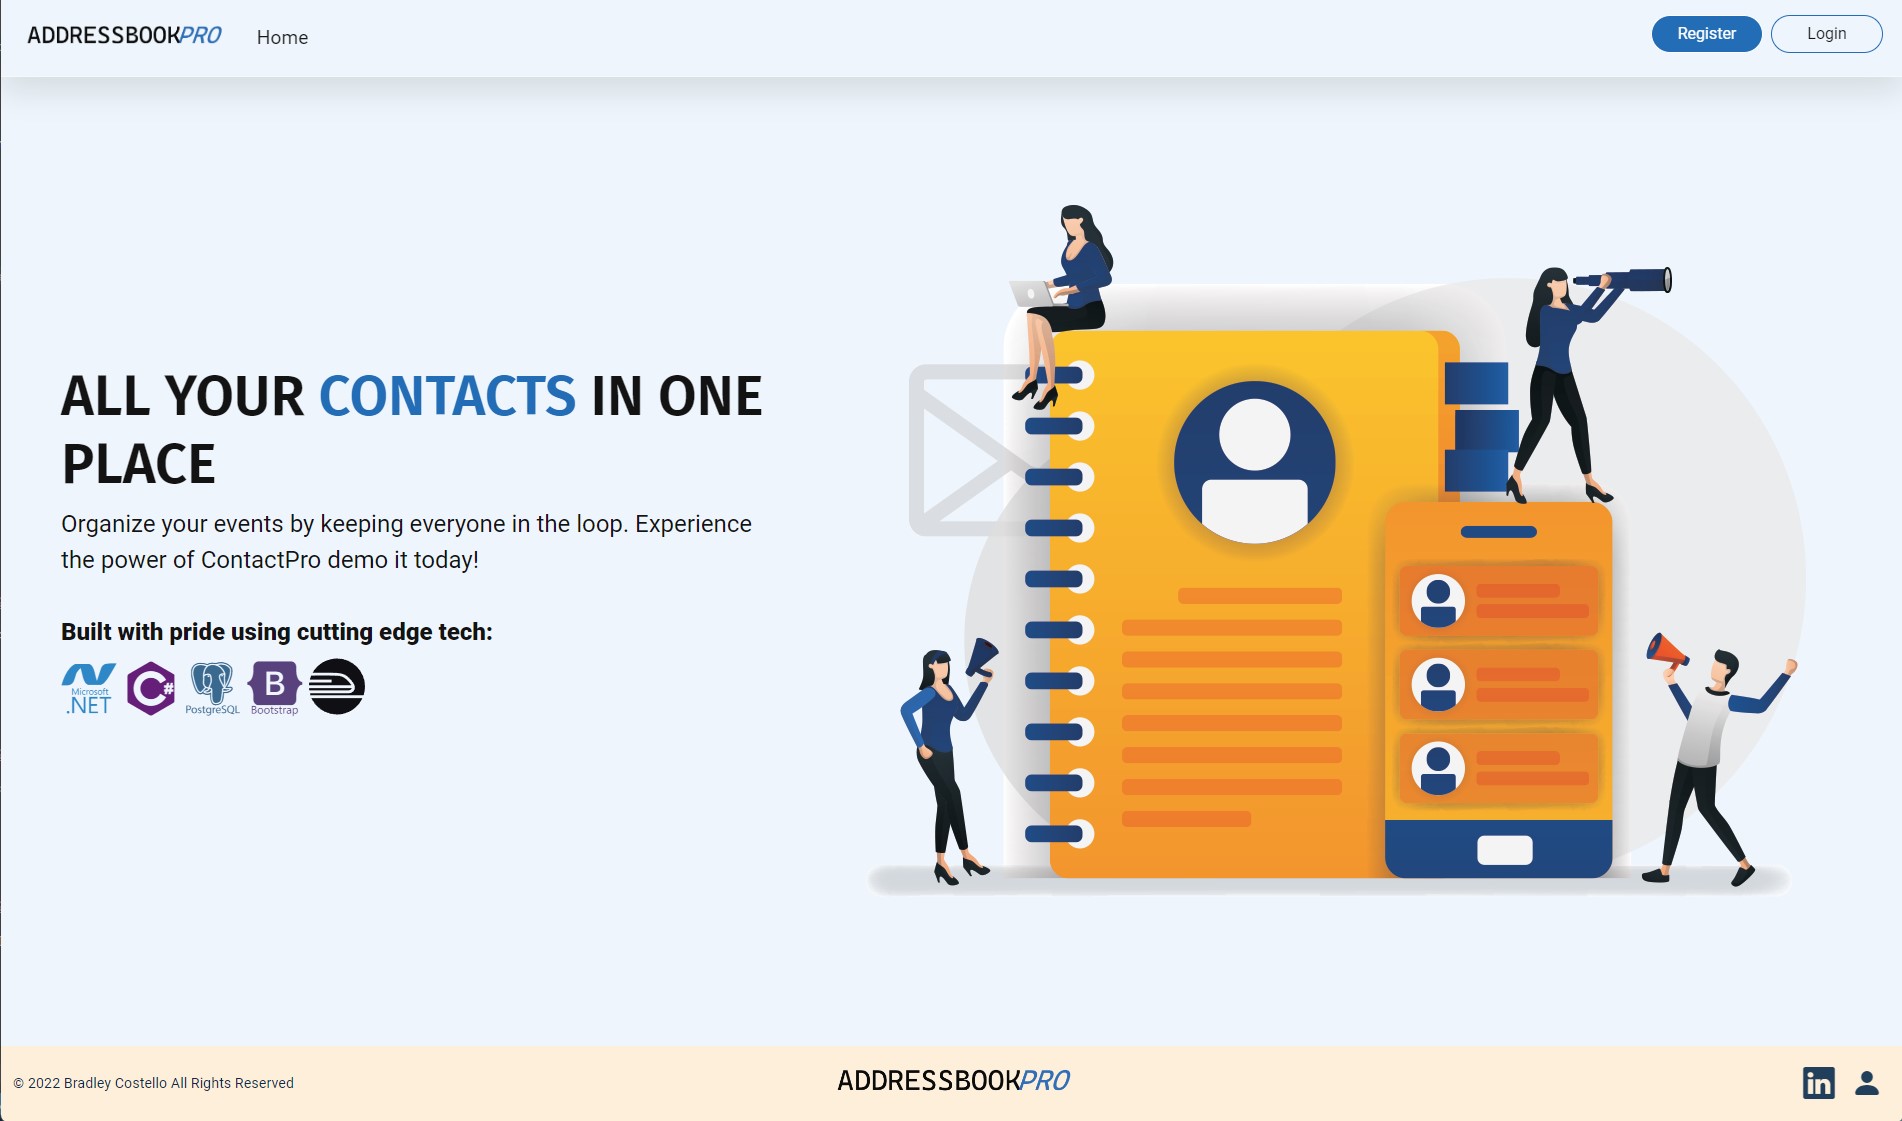 ADDRESSBOOKPRO
Home
Register
Login
ALL YOUR CONTACTS IN ONE
PLACE
Organize your events by keeping everyone in the loop. Experience
the power of ContactPro demo it today!
Built with pride using cutting edge tech:
Microsoft
.NET
C#
PostgreSQL
B
Bootstrap
© 2022 Bradley Costello All Rights Reserved
ADDRESSBOOKPRO
in